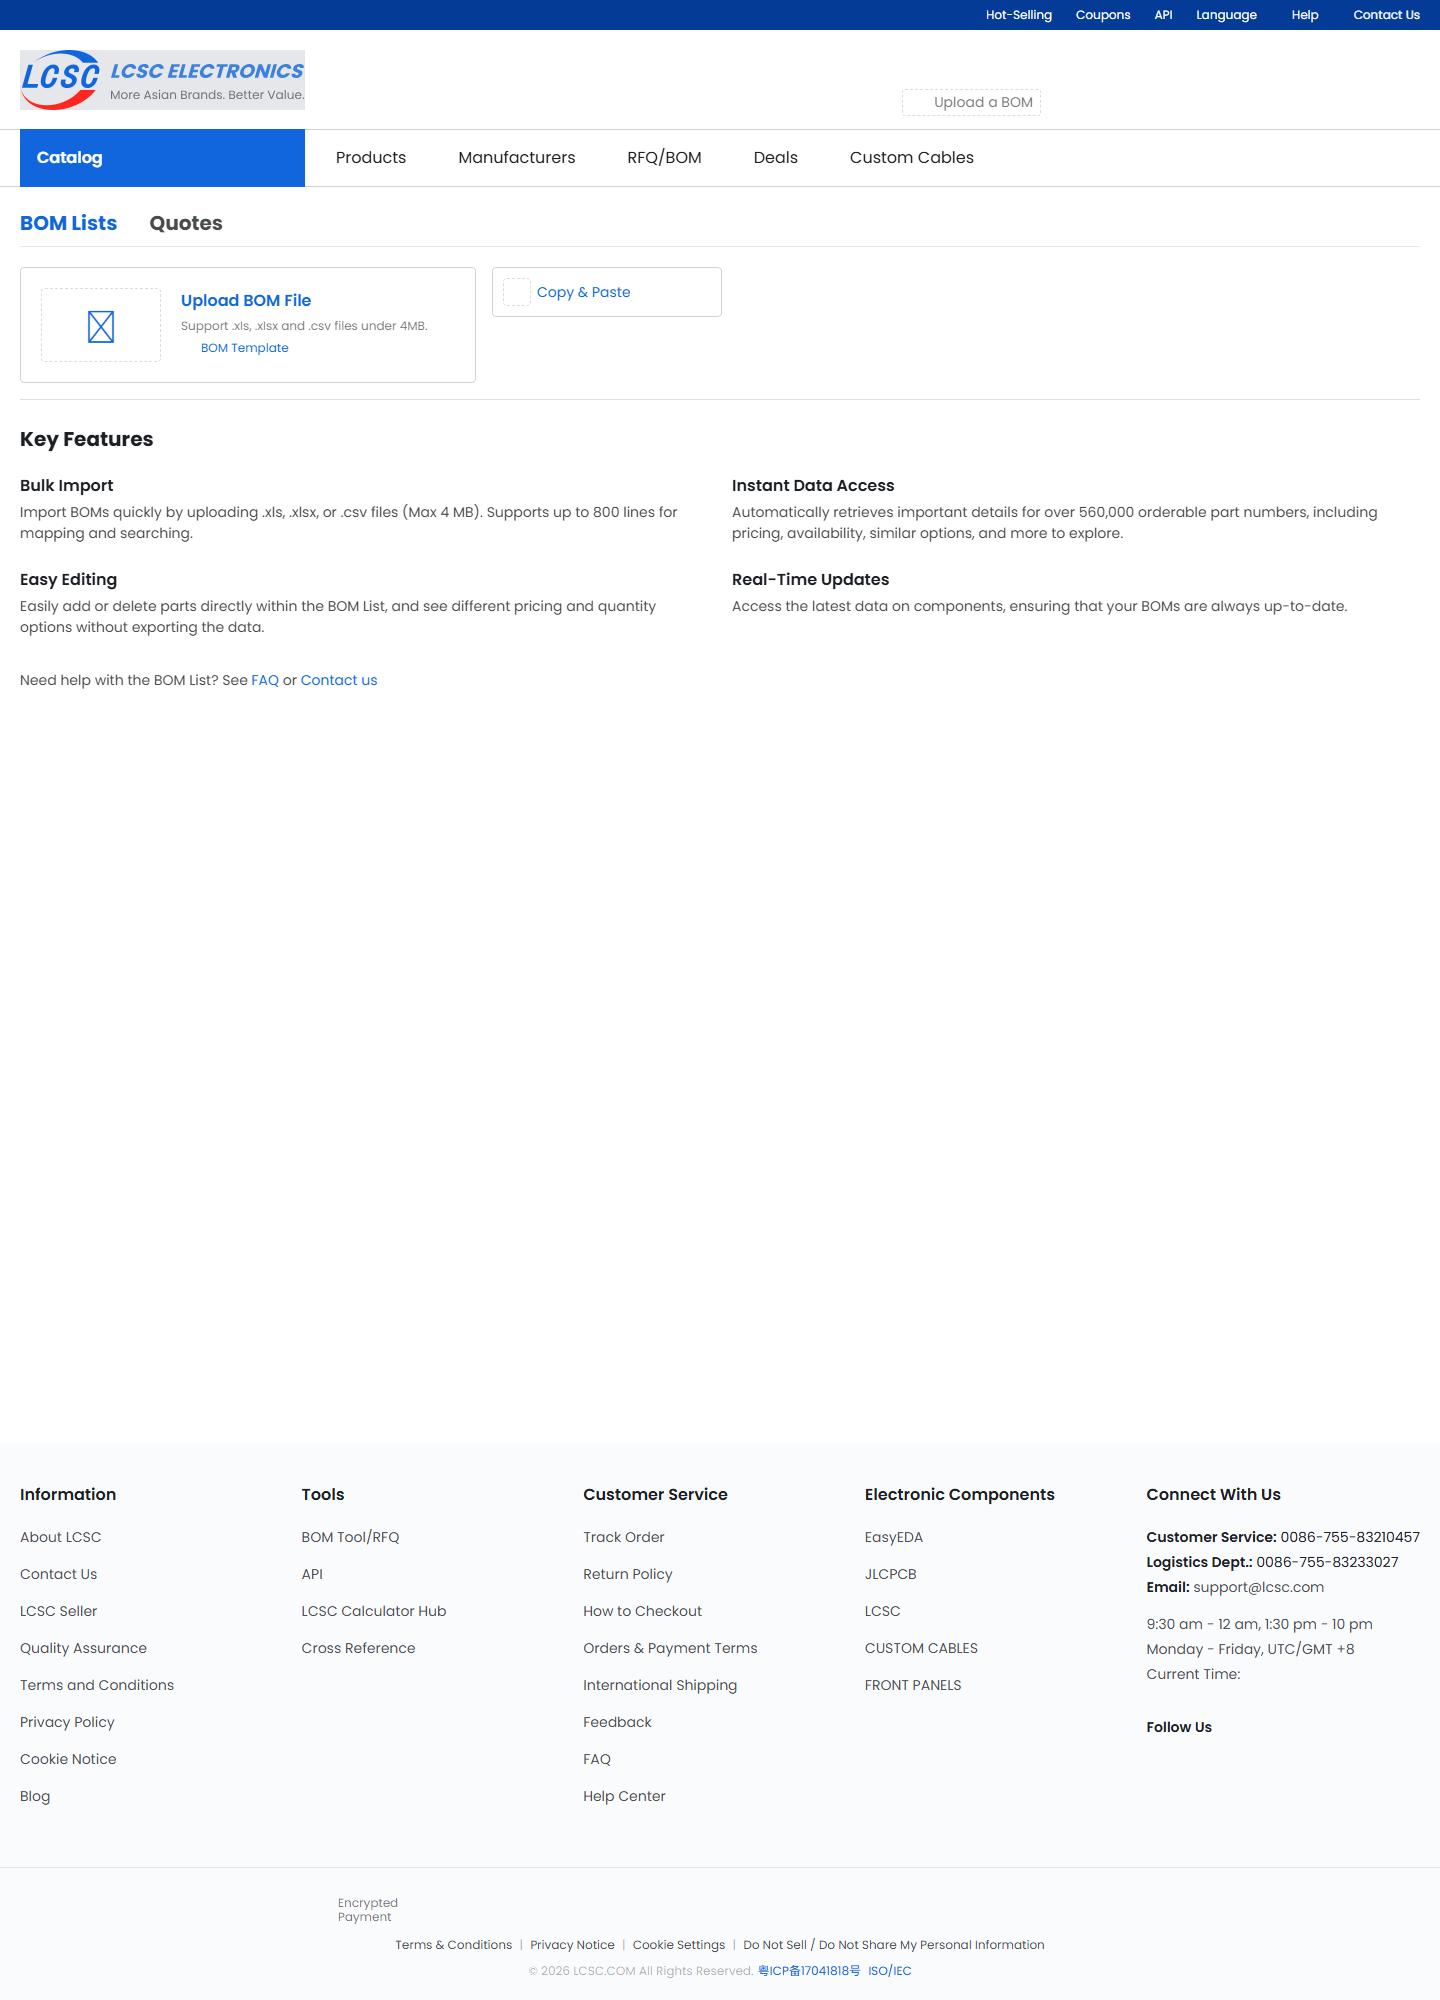 Hot-Selling Coupons API Language Help Contact Us
LCSC LCSC ELECTRONICS
More Asian Brands. Better Value.
Upload a BOM
Catalog Products Manufacturers RFQ/BOM Deals Custom Cables
BOM Lists Quotes
Upload BOM File
Support .xls, .xlsx and .csv files under 4MB.
BOM Template
Copy & Paste
Key Features
Bulk Import
Import BOMs quickly by uploading .xls, .xlsx, or .csv files (Max 4 MB). Supports up to 800 lines for
mapping and searching.
Instant Data Access
Automatically retrieves important details for over 560,000 orderable part numbers, including
pricing, availability, similar options, and more to explore.
Easy Editing
Easily add or delete parts directly within the BOM List, and see different pricing and quantity
options without exporting the data.
Real-Time Updates
Access the latest data on components, ensuring that your BOMs are always up-to-date.
Need help with the BOM List? See FAQ or Contact us
Information
About LCSC
Contact Us
LCSC Seller
Quality Assurance
Terms and Conditions
Privacy Policy
Cookie Notice
Blog
Tools
BOM Tool/RFQ
API
LCSC Calculator Hub
Cross Reference
Customer Service
Track Order
Return Policy
How to Checkout
Orders & Payment Terms
International Shipping
Feedback
FAQ
Help Center
Electronic Components
EasyEDA
JLCPCB
LCSC
CUSTOM CABLES
FRONT PANELS
Connect With Us
Customer Service: 0086-755-83210457
Logistics Dept.: 0086-755-83233027
Email: support@lcsc.com
9:30 am - 12 am, 1:30 pm - 10 pm
Monday - Friday, UTC/GMT +8
Current Time:
Follow Us
Encrypted
Payment
Terms & Conditions | Privacy Notice | Cookie Settings | Do Not Sell / Do Not Share My Personal Information
© 2026 LCSC.COM All Rights Reserved. 粤ICP备17041818号 ISO/IEC